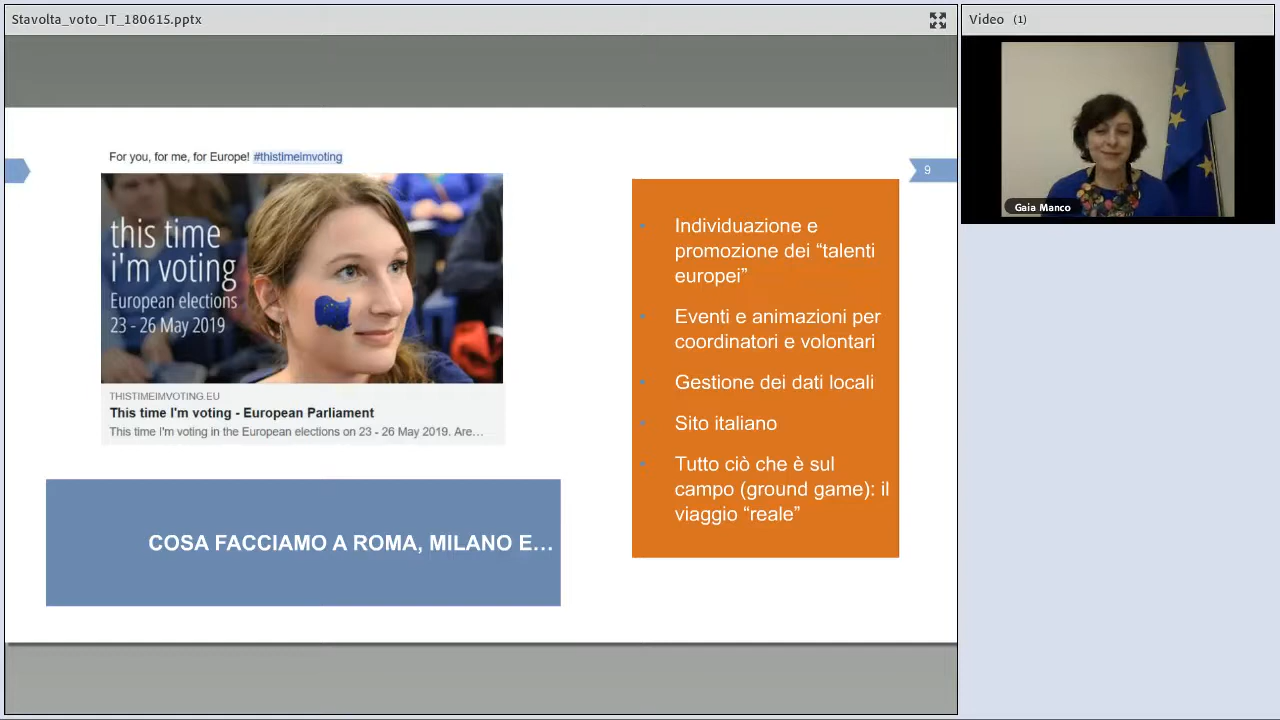 Stavolta_voto_IT_180615.pptx
Video (1)
Gaia Manco
For you, for me, for Europe! #thistimeimvoting
9
this time
i'm voting
European elections
23 - 26 May 2019
THISTIMEIMVOTING.EU
This time I'm voting - European Parliament
This time I'm voting in the European elections on 23 - 26 May 2019. Are…
COSA FACCIAMO A ROMA, MILANO E…
Individuazione e
promozione dei “talenti
europei”
Eventi e animazioni per
coordinatori e volontari
Gestione dei dati locali
Sito italiano
Tutto ciò che è sul
campo (ground game): il
viaggio “reale”